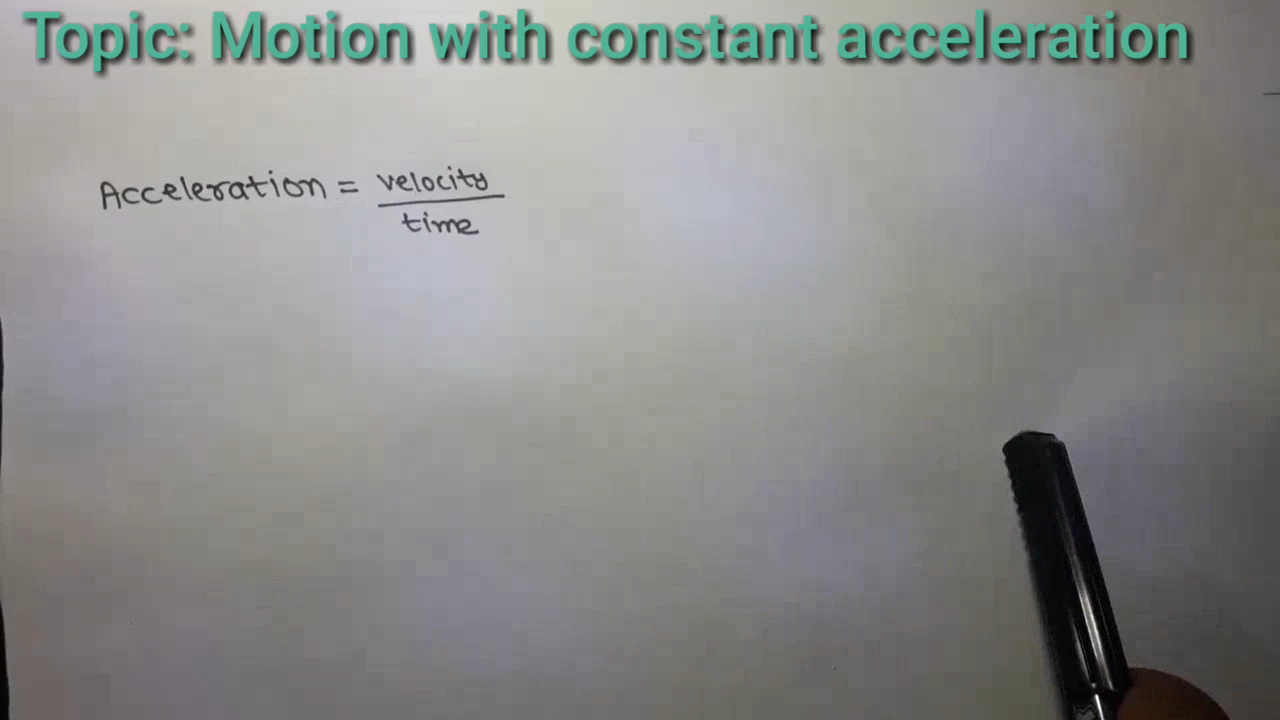 Topic: Motion with constant acceleration
Acceleration = velocity
time